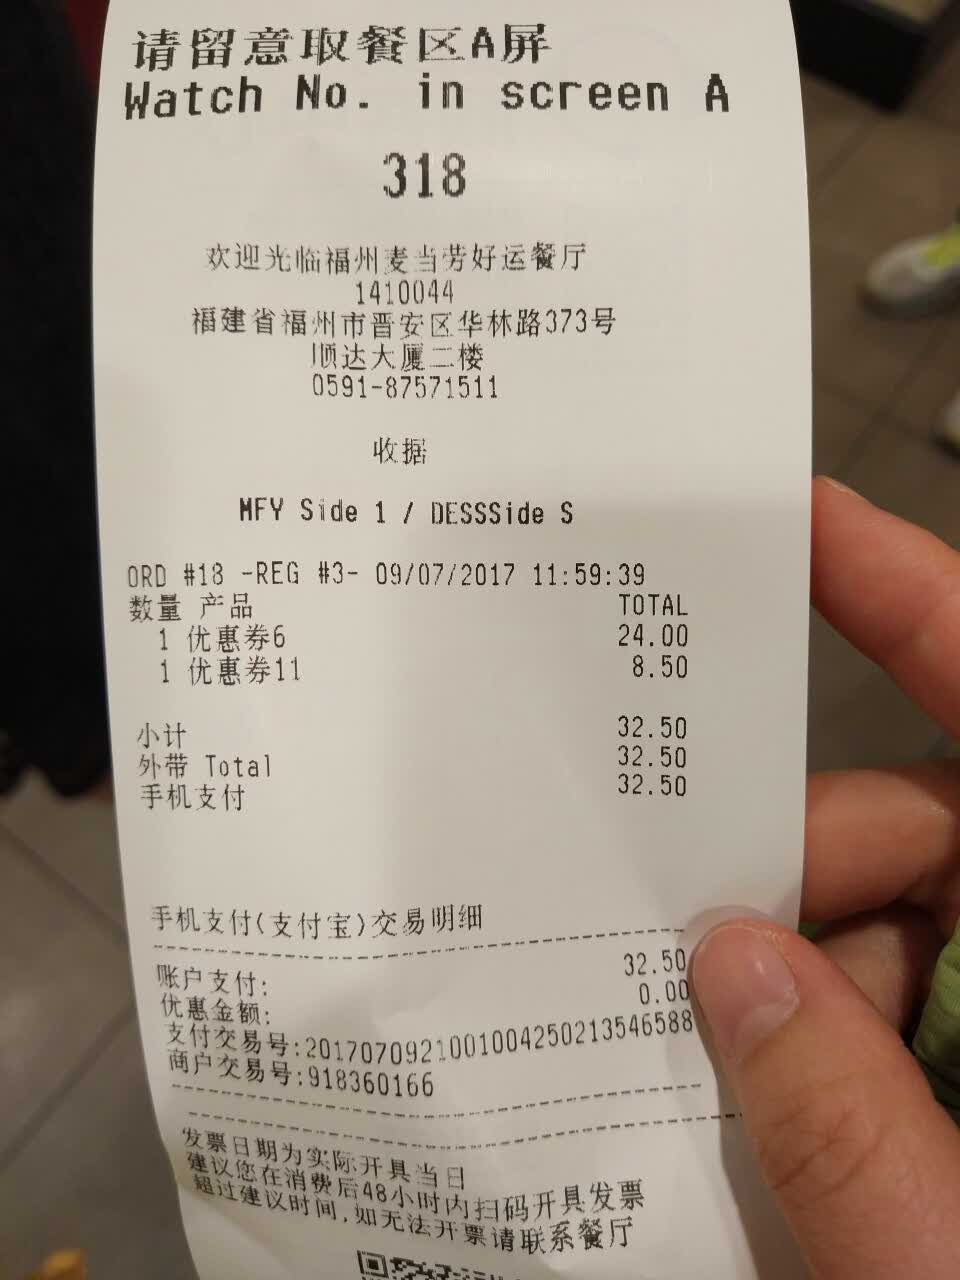 请留意取餐区A屏
Watch No. in screen A
318
欢迎光临福州麦当劳好运餐厅
1410044
福建省福州市晋安区华林路373号
顺达大厦二楼
0591-87571511
收据
MFY Side 1 / DESSSide S
ORD #18 -REG #3- 09/07/2017 11:59:39
数量 产品 TOTAL
1 优惠券6 24.00
1 优惠券11 8.50
小计 32.50
外带 Total 32.50
手机支付 32.50
手机支付(支付宝)交易明细
账户支付: 32.50
优惠金额: 0.00
支付交易号:2017070921001004250213546588
商户交易号:918360166
发票日期为实际开具当日
建议您在消费后48小时内扫码开具发票
超过建议时间,如无法开票请联系餐厅